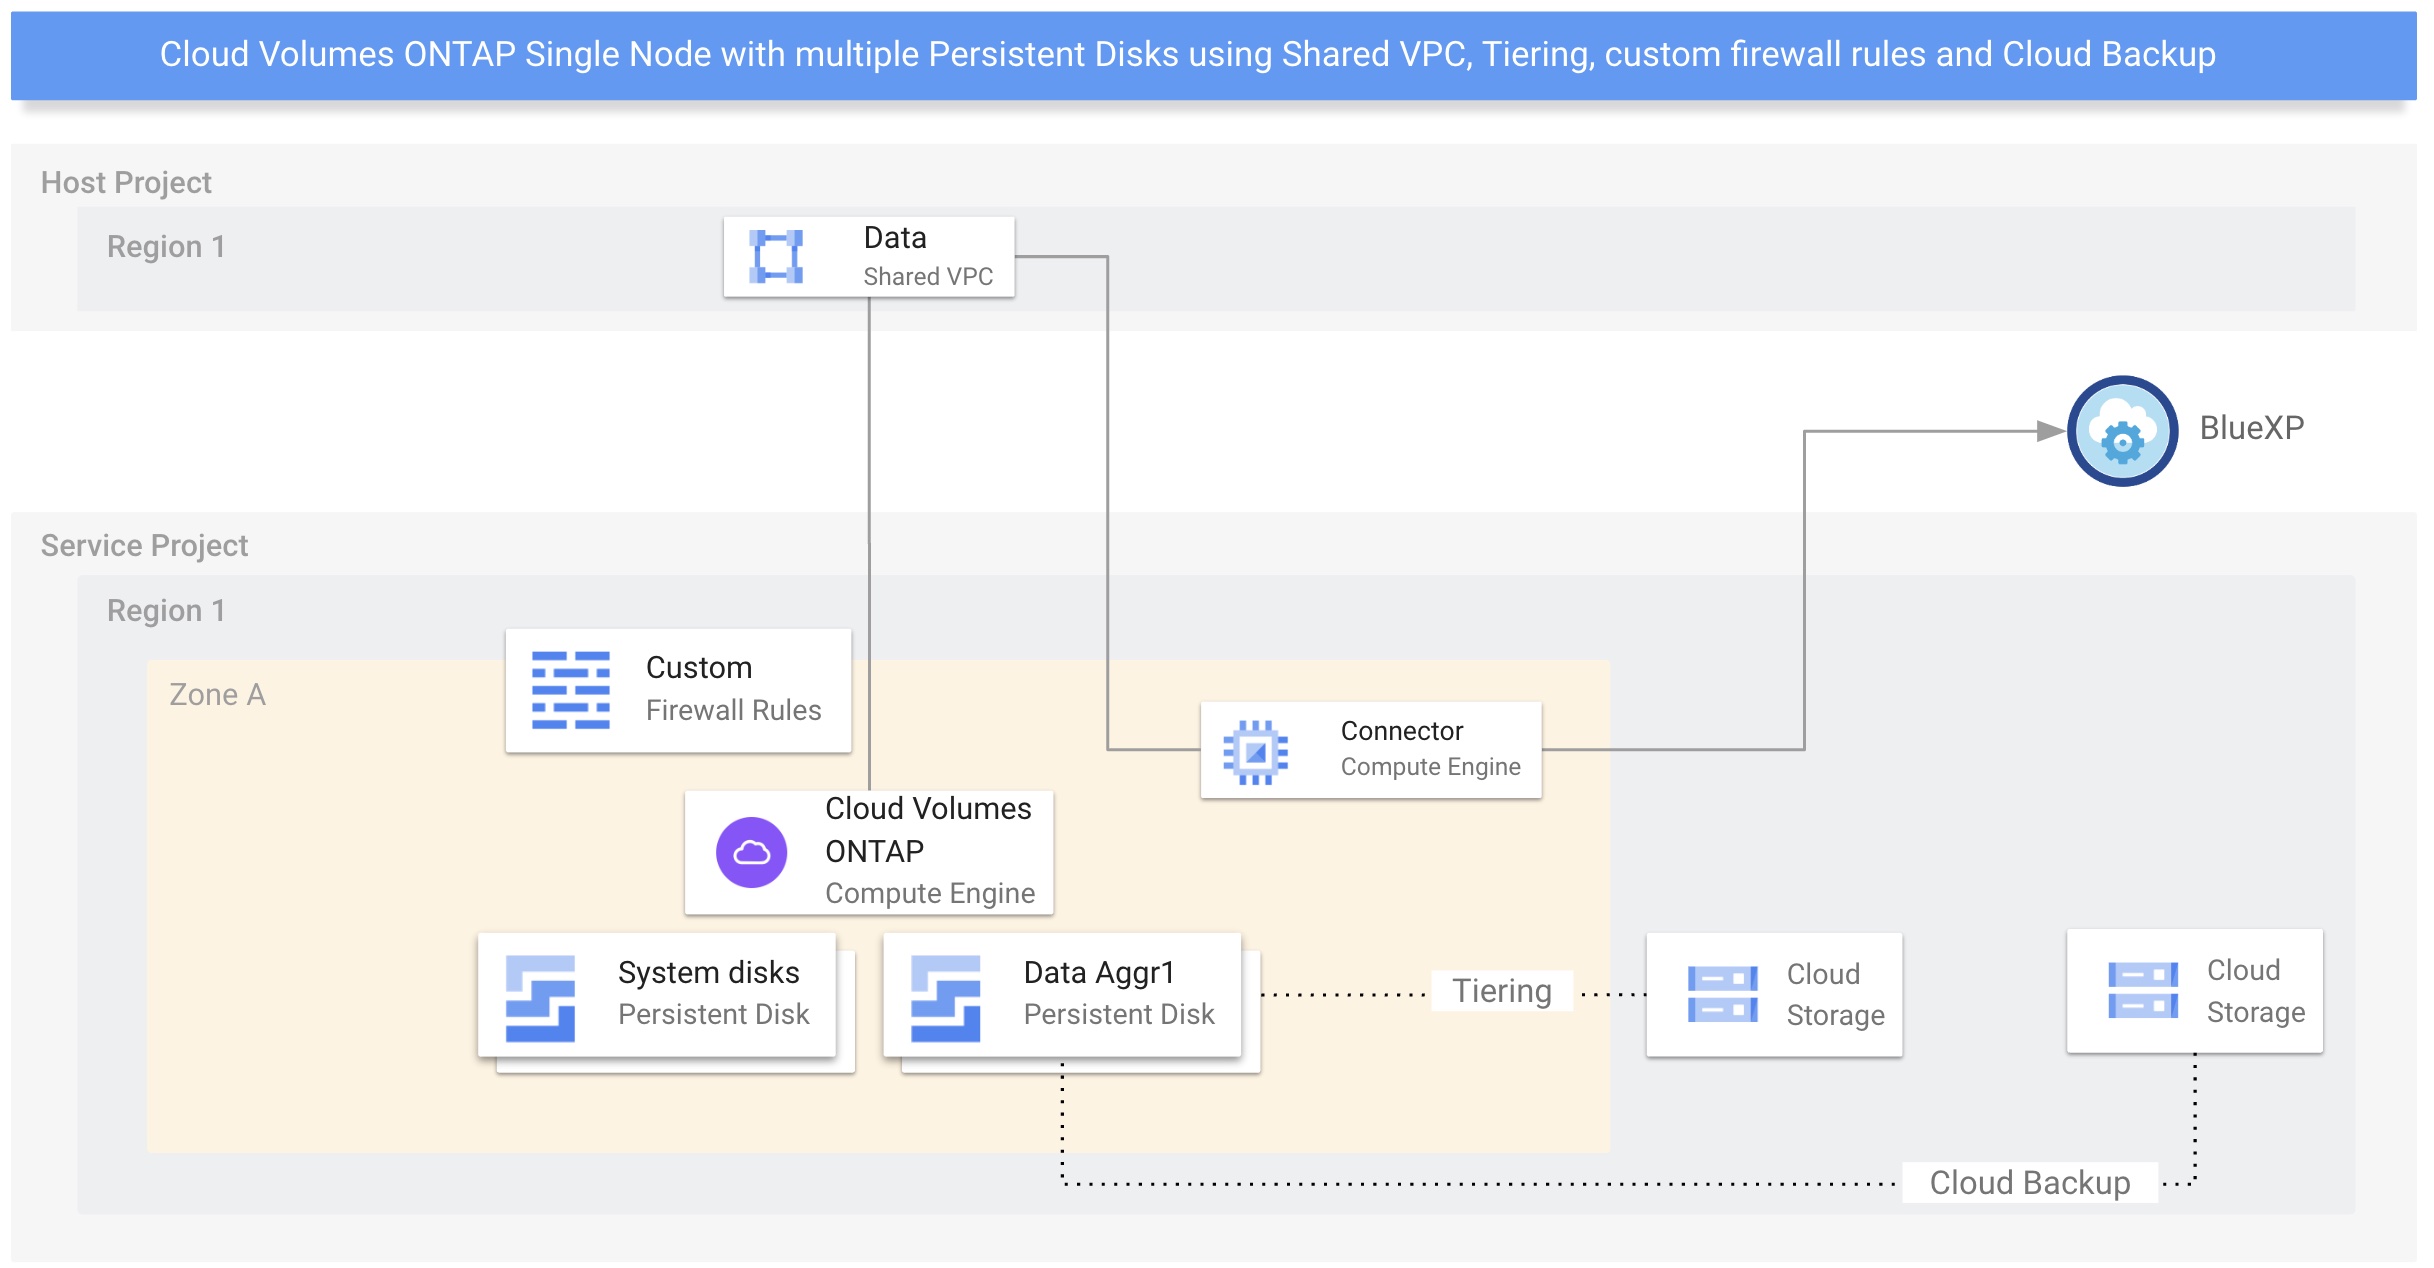 Cloud Volumes ONTAP Single Node with multiple Persistent Disks using Shared VPC, Tiering, custom firewall rules and Cloud Backup
Host Project
Region 1
Data
Shared VPC
BlueXP
Service Project
Region 1
Zone A
Custom
Firewall Rules
Connector
Compute Engine
Cloud Volumes
ONTAP
Compute Engine
System disks
Persistent Disk
Data Aggr1
Persistent Disk
Tiering
Cloud
Storage
Cloud
Storage
Cloud Backup